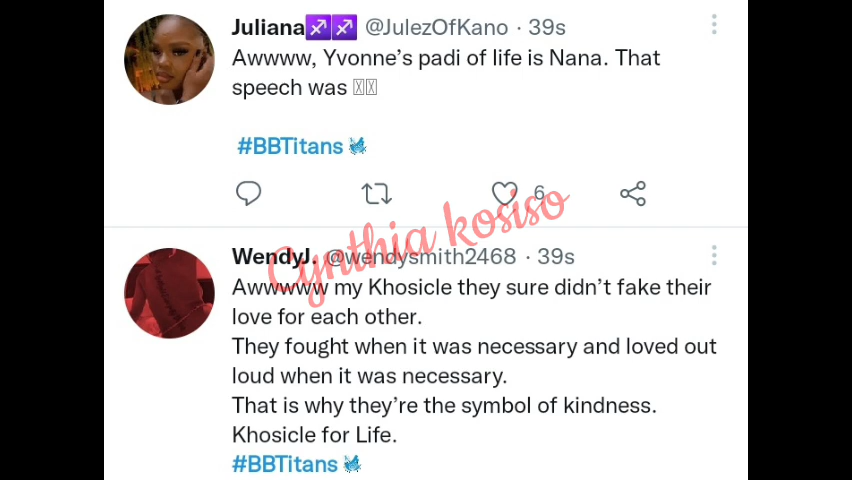 Juliana♐♐ @JulezOfKano · 39s
Awwww, Yvonne’s padi of life is Nana. That
speech was
#BBTitans
6
Cynthia kosiso
WendyJ. @wendysmith2468 · 39s
Awwwww my Khosicle they sure didn’t fake their
love for each other.
They fought when it was necessary and loved out
loud when it was necessary.
That is why they’re the symbol of kindness.
Khosicle for Life.
#BBTitans